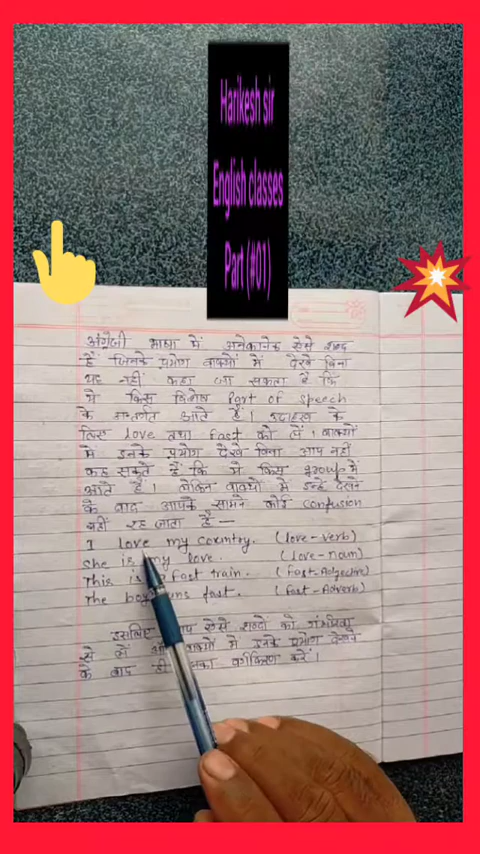 Harikesh sir
English classes
Part (#01)
अंग्रेजी भाषा में अनेकानेक ऐसे शब्द
हैं जिनके प्रयोग वाक्यों में देखे बिना
यह नहीं कहा जा सकता है कि
ये किस विशेष Part of speech
के अन्तर्गत आते हैं। उदाहरण के
लिए love तथा fast को लें। वाक्यों
में इनके प्रयोग देखे बिना आप नहीं
कह सकते हैं कि ये किस group में
आते हैं। लेकिन वाक्यों में इन्हें देखने
के बाद आपके सामने कोई confusion
नहीं रह जाता है—
I love my country. (love-verb)
She is my love. (love-noun)
This is fast train. (fast-Adjective)
The boy runs fast. (fast-Adverb)
इसलिए ऐसे शब्दों को गंभीरता
से लें वाक्यों में इनके प्रयोग देखने
के बाद ही वर्गीकरण करें।